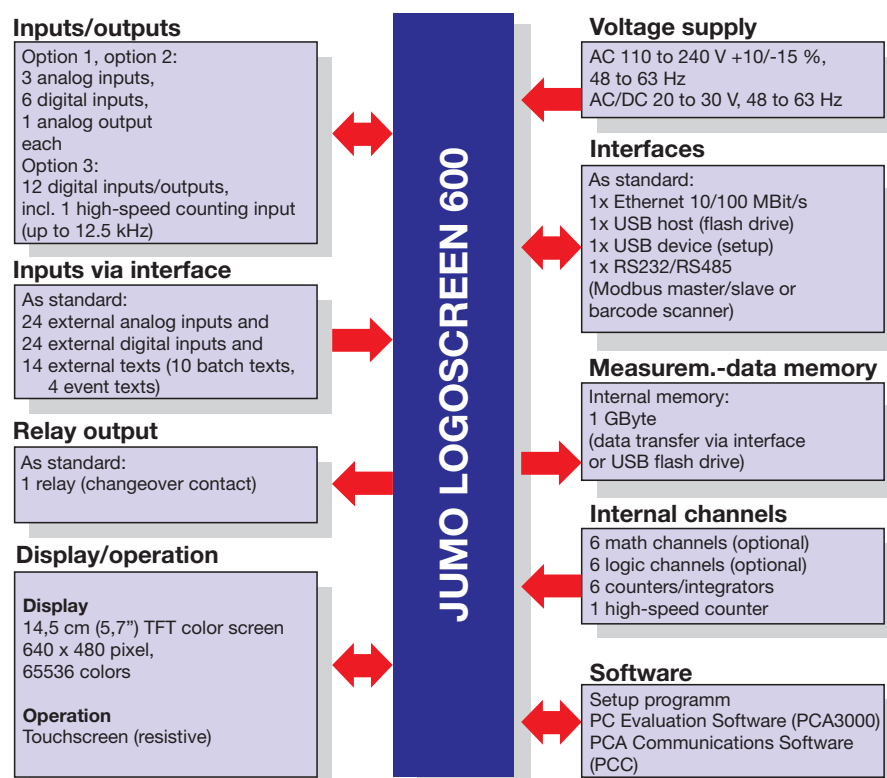 Inputs/outputs
Option 1, option 2:
3 analog inputs,
6 digital inputs,
1 analog output
each
Option 3:
12 digital inputs/outputs,
incl. 1 high-speed counting input
(up to 12.5 kHz)
Inputs via interface
As standard:
24 external analog inputs and
24 external digital inputs and
14 external texts (10 batch texts,
4 event texts)
Relay output
As standard:
1 relay (changeover contact)
Display/operation
Display
14,5 cm (5,7”) TFT color screen
640 x 480 pixel,
65536 colors
Operation
Touchscreen (resistive)
JUMO LOGOSCREEN 600
Voltage supply
AC 110 to 240 V +10/-15 %,
48 to 63 Hz
AC/DC 20 to 30 V, 48 to 63 Hz
Interfaces
As standard:
1x Ethernet 10/100 MBit/s
1x USB host (flash drive)
1x USB device (setup)
1x RS232/RS485
(Modbus master/slave or
barcode scanner)
Measurem.-data memory
Internal memory:
1 GByte
(data transfer via interface
or USB flash drive)
Internal channels
6 math channels (optional)
6 logic channels (optional)
6 counters/integrators
1 high-speed counter
Software
Setup programm
PC Evaluation Software (PCA3000)
PCA Communications Software
(PCC)